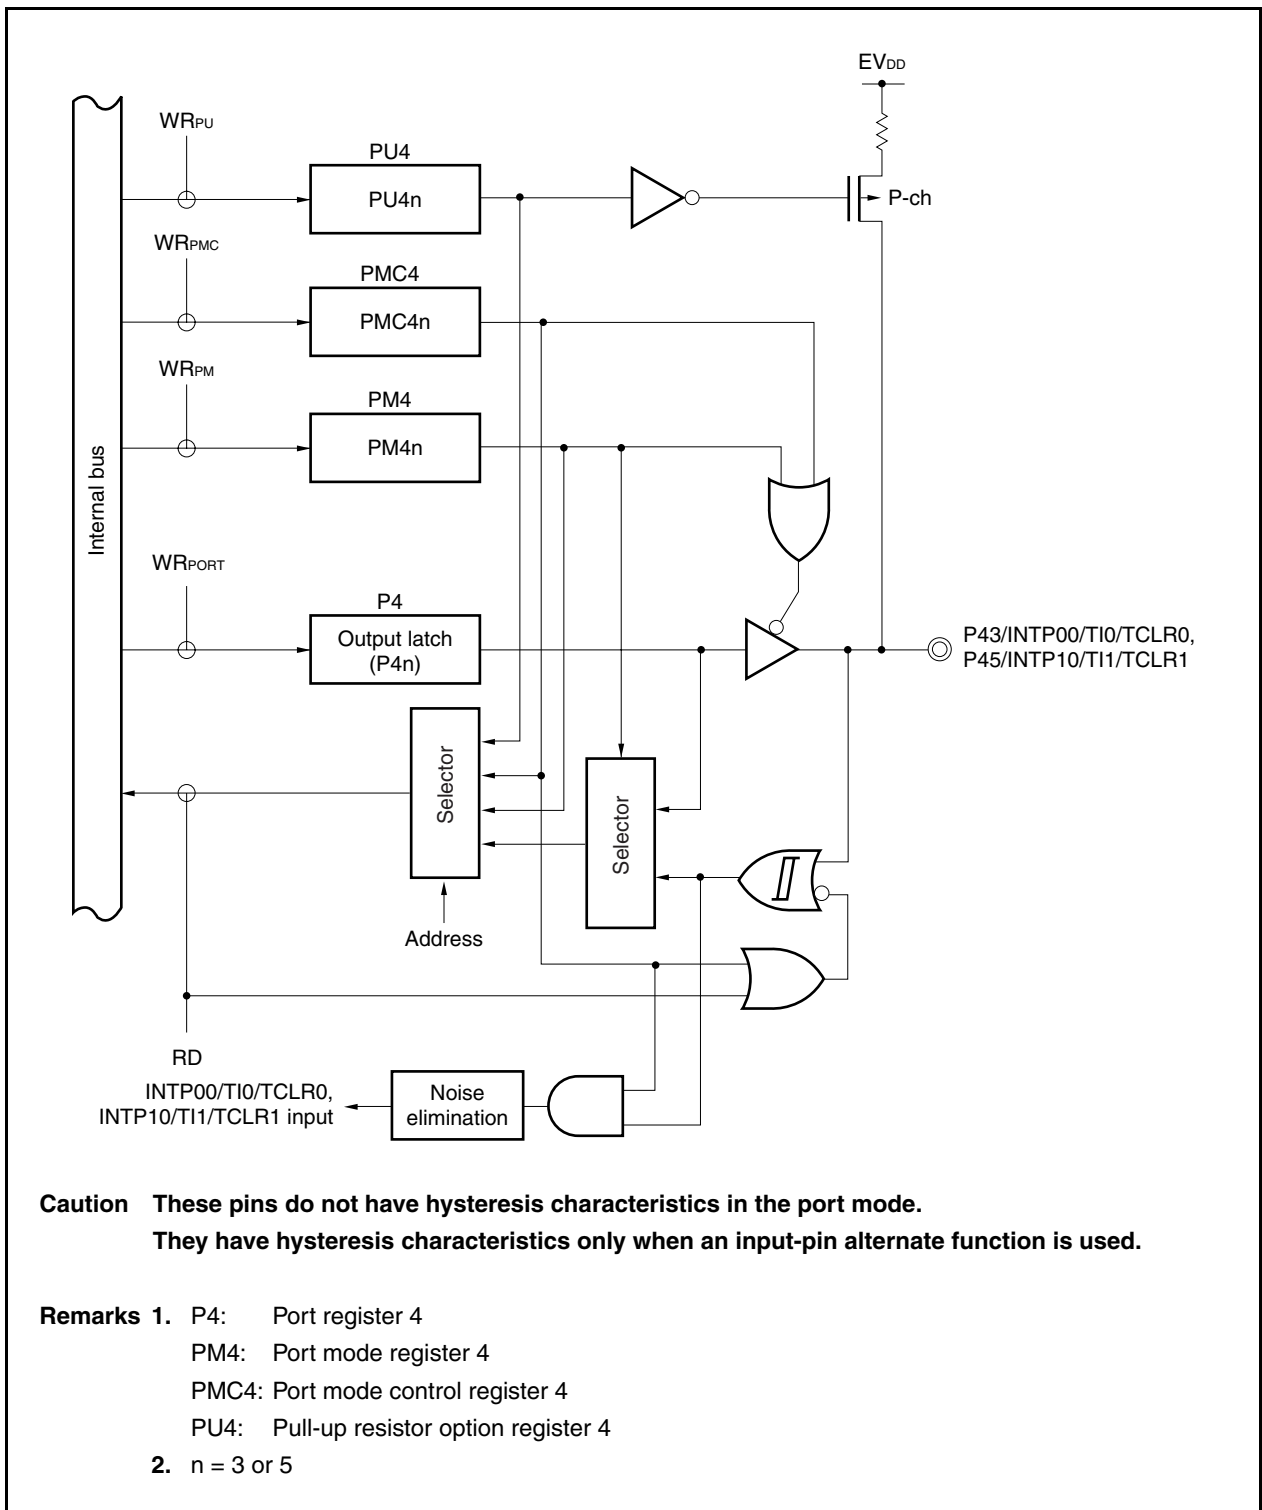 EVDD
WRPU
PU4
PU4n
P-ch
WRPMC
PMC4
PMC4n
WRPM
PM4
PM4n
Internal bus
WRPORT
P4
Output latch
(P4n)
P43/INTP00/TI0/TCLR0,
P45/INTP10/TI1/TCLR1
Selector
Selector
Address
RD
INTP00/TI0/TCLR0,
INTP10/TI1/TCLR1 input
Noise
elimination
Caution These pins do not have hysteresis characteristics in the port mode.
They have hysteresis characteristics only when an input-pin alternate function is used.
Remarks 1. P4: Port register 4
PM4: Port mode register 4
PMC4: Port mode control register 4
PU4: Pull-up resistor option register 4
2. n = 3 or 5